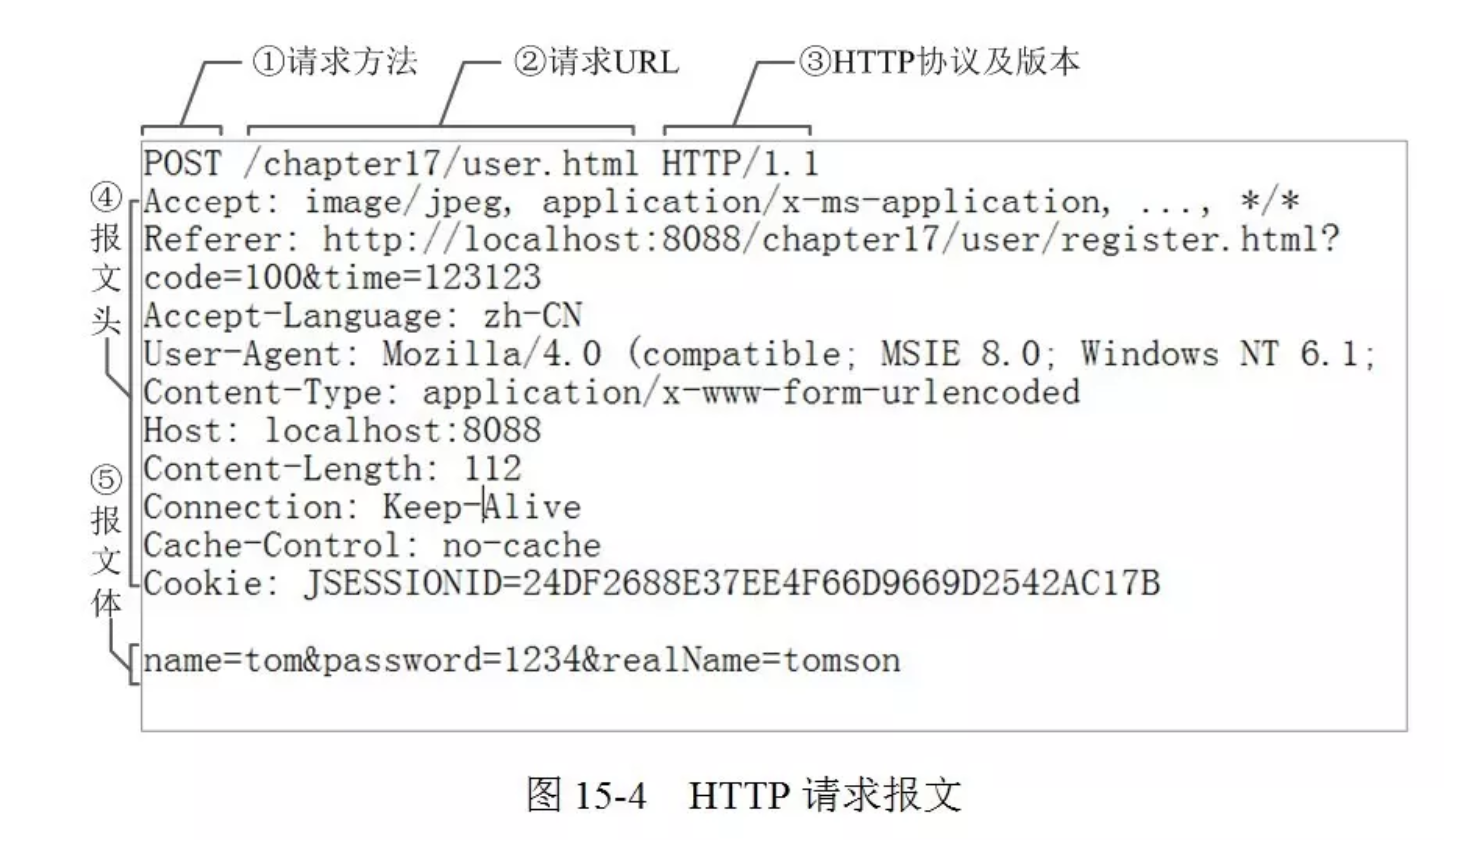 ①请求方法 ②请求URL ③HTTP协议及版本
POST /chapter17/user.html HTTP/1.1
④报文头
Accept: image/jpeg, application/x-ms-application, ..., */*
Referer: http://localhost:8088/chapter17/user/register.html?
code=100&time=123123
Accept-Language: zh-CN
User-Agent: Mozilla/4.0 (compatible; MSIE 8.0; Windows NT 6.1;
Content-Type: application/x-www-form-urlencoded
Host: localhost:8088
Content-Length: 112
Connection: Keep-Alive
Cache-Control: no-cache
Cookie: JSESSIONID=24DF2688E37EE4F66D9669D2542AC17B
⑤报文体
name=tom&password=1234&realName=tomson
图 15-4 HTTP 请求报文